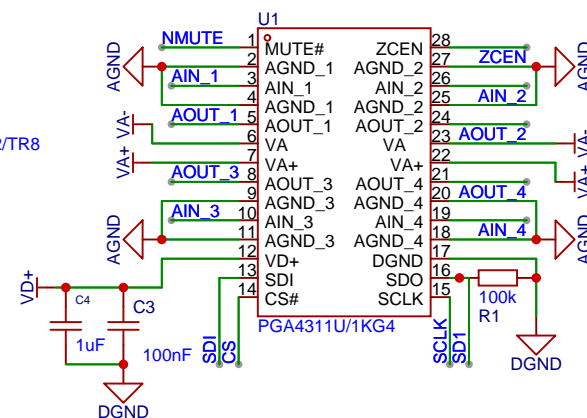 U1
NMUTE 1 MUTE# ZCEN 28
AGND 2 AGND_1 AGND_2 27 ZCEN AGND
AIN_1 3 AIN_1 AIN_2 26
4 AGND_1 AGND_2 25 AIN_2
AOUT_1 5 AOUT_1 AOUT_2 24
VA- 6 VA VA 23 AOUT_2 VA-
/TR8
VA+ 7 VA+ VA+ 22 VA+
AOUT_3 8 AOUT_3 AOUT_4 21
9 AGND_3 AGND_4 20 AOUT_4
AIN_3 10 AIN_3 AIN_4 19
AGND 11 AGND_3 AGND_4 18 AIN_4 AGND
12 VD+ DGND 17
13 SDI SDO 16
VD+ 14 CS# SCLK 15
C4 C3 100k
PGA4311U/1KG4 R1
1uF 100nF SDI CS SCLK SD1
DGND DGND